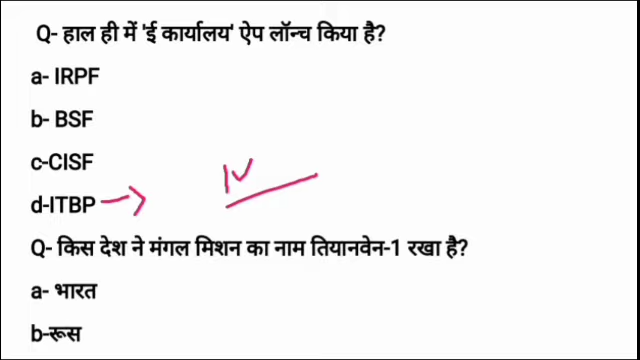 Q- हाल ही में 'ई कार्यालय' ऐप लॉन्च किया है?
a- IRPF
b- BSF
c-CISF
d-ITBP
Q- किस देश ने मंगल मिशन का नाम तियानवेन-1 रखा है?
a- भारत
b-रूस